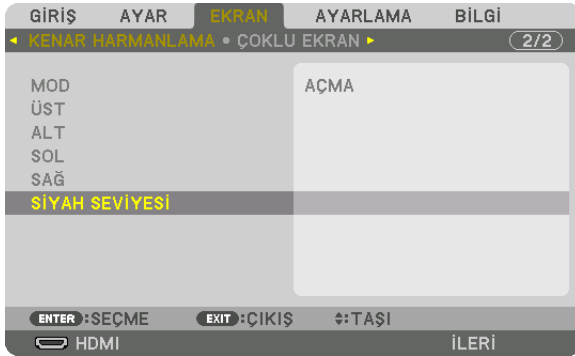 GİRİŞ AYAR EKRAN AYARLAMA BİLGİ
KENAR HARMANLAMA • ÇOKLU EKRAN 2/2
MOD AÇMA
ÜST
ALT
SOL
SAĞ
SİYAH SEVİYESİ
ENTER :SEÇME EXIT :ÇIKIŞ :TAŞI
HDMI İLERİ